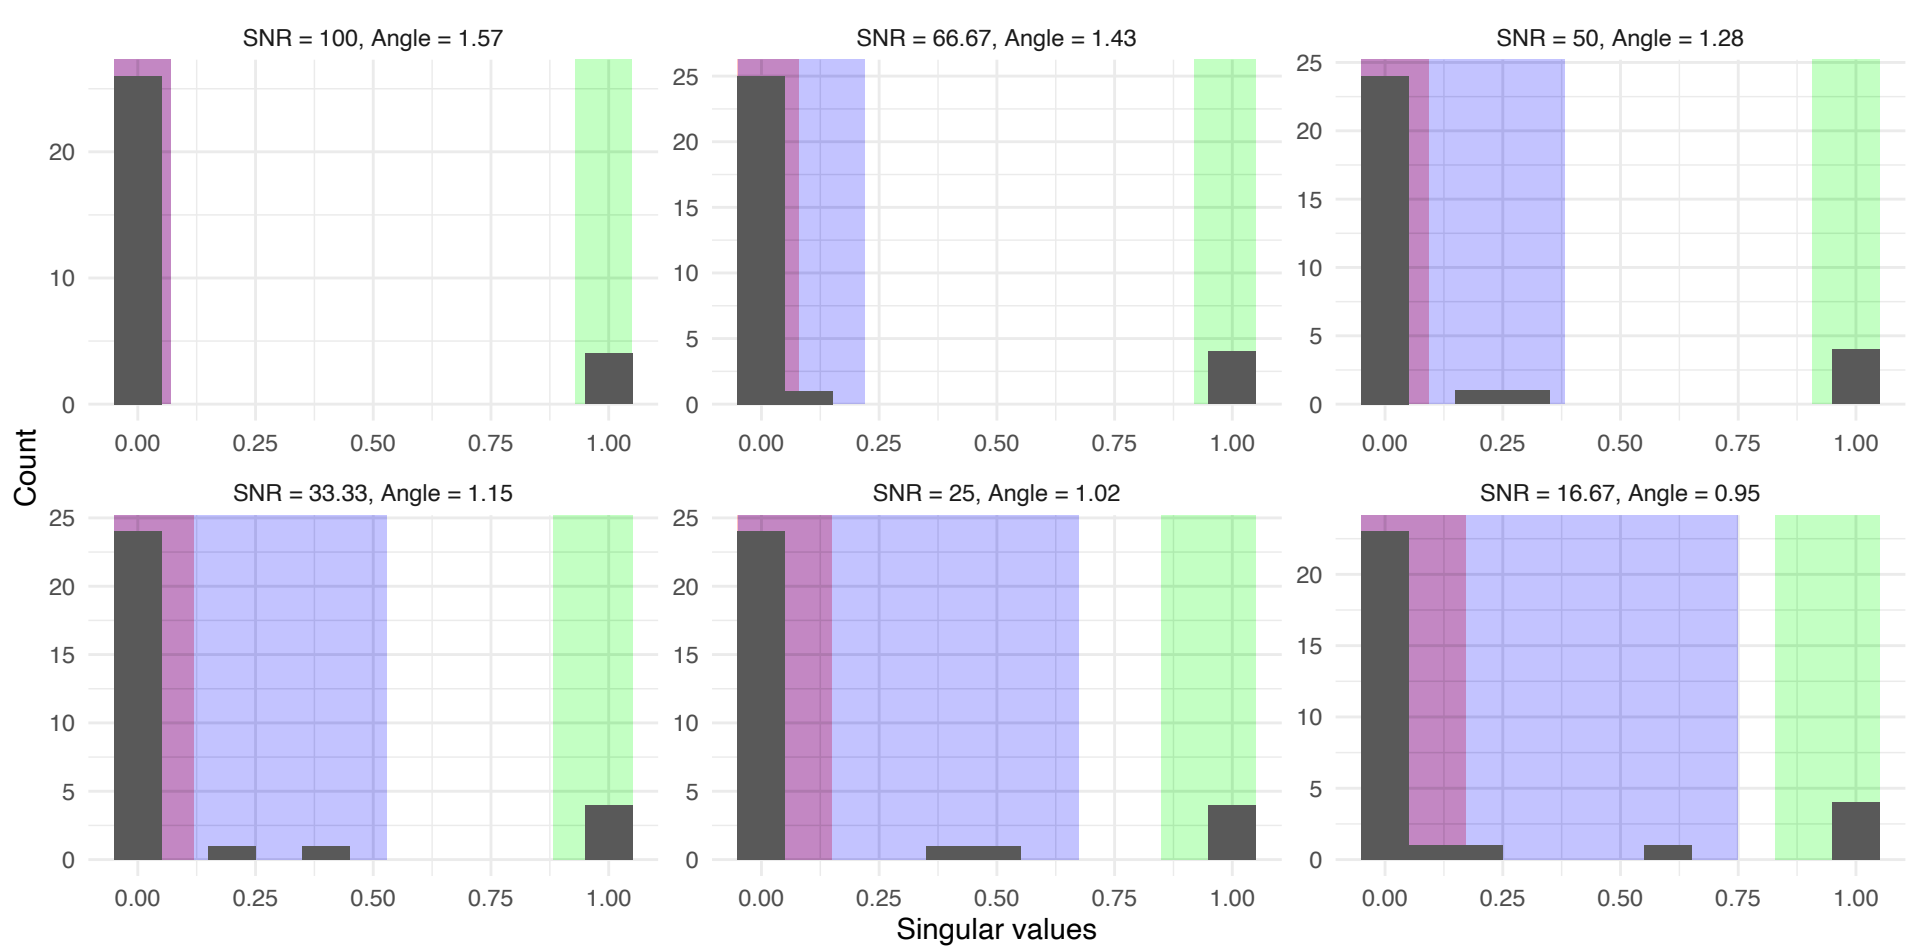 SNR = 100, Angle = 1.57
SNR = 66.67, Angle = 1.43
SNR = 50, Angle = 1.28
20
10
0
25
20
15
10
5
0
25
20
15
10
5
0
0.00 0.25 0.50 0.75 1.00
0.00 0.25 0.50 0.75 1.00
0.00 0.25 0.50 0.75 1.00
Count
SNR = 33.33, Angle = 1.15
SNR = 25, Angle = 1.02
SNR = 16.67, Angle = 0.95
25
20
15
10
5
0
25
20
15
10
5
0
20
15
10
5
0
0.00 0.25 0.50 0.75 1.00
0.00 0.25 0.50 0.75 1.00
0.00 0.25 0.50 0.75 1.00
Singular values